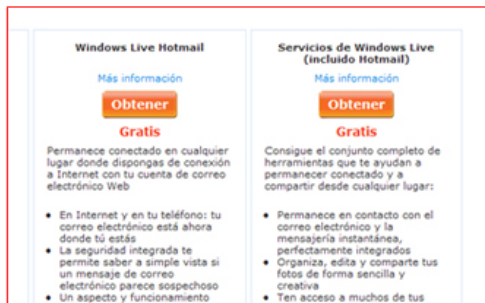 Windows Live Hotmail
Más información
Obtener
Gratis
Permanece conectado en cualquier
lugar donde dispongas de conexión
a Internet con tu cuenta de correo
electrónico Web
• En Internet y en tu teléfono: tu
correo electrónico está ahora
donde tú estás
• La seguridad integrada te
permite saber a simple vista si
un mensaje de correo
electrónico parece sospechoso
• Un aspecto y funcionamiento
Servicios de Windows Live
(incluido Hotmail)
Más información
Obtener
Gratis
Consigue el conjunto completo de
herramientas que te ayudan a
permanecer conectado y a
compartir desde cualquier lugar:
• Permanece en contacto con el
correo electrónico y la
mensajería instantánea,
perfectamente integrados
• Organiza, edita y comparte tus
fotos de forma sencilla y
creativa
• Ten acceso a muchos de tus